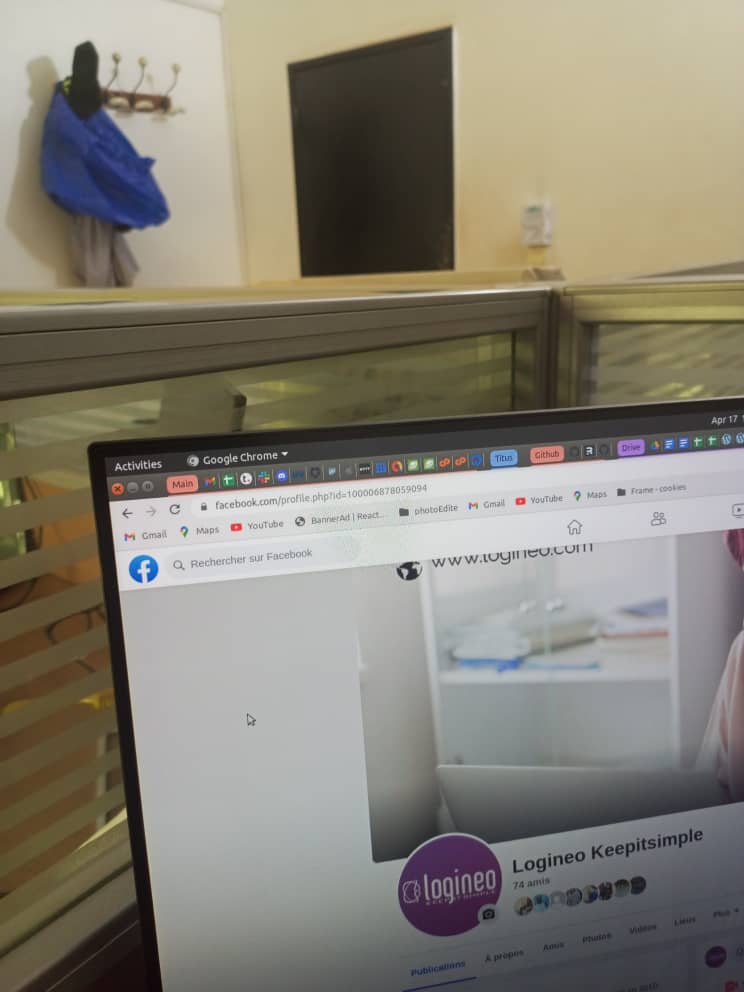 Apr 17
Activities
Google Chrome
Main
Titus
Github
Drive
facebook.com/profile.php?id=100006878059094
Gmail
Maps
YouTube
BannerAd | React...
photoEdite
Gmail
YouTube
Maps
Frame - cookies
Rechercher sur Facebook
www.logineo.com
logineo
KEEPITSIMPLE
Logineo Keepitsimple
74 amis
Publications
À propos
Amis
Photos
Vidéos
Lieux
Plus